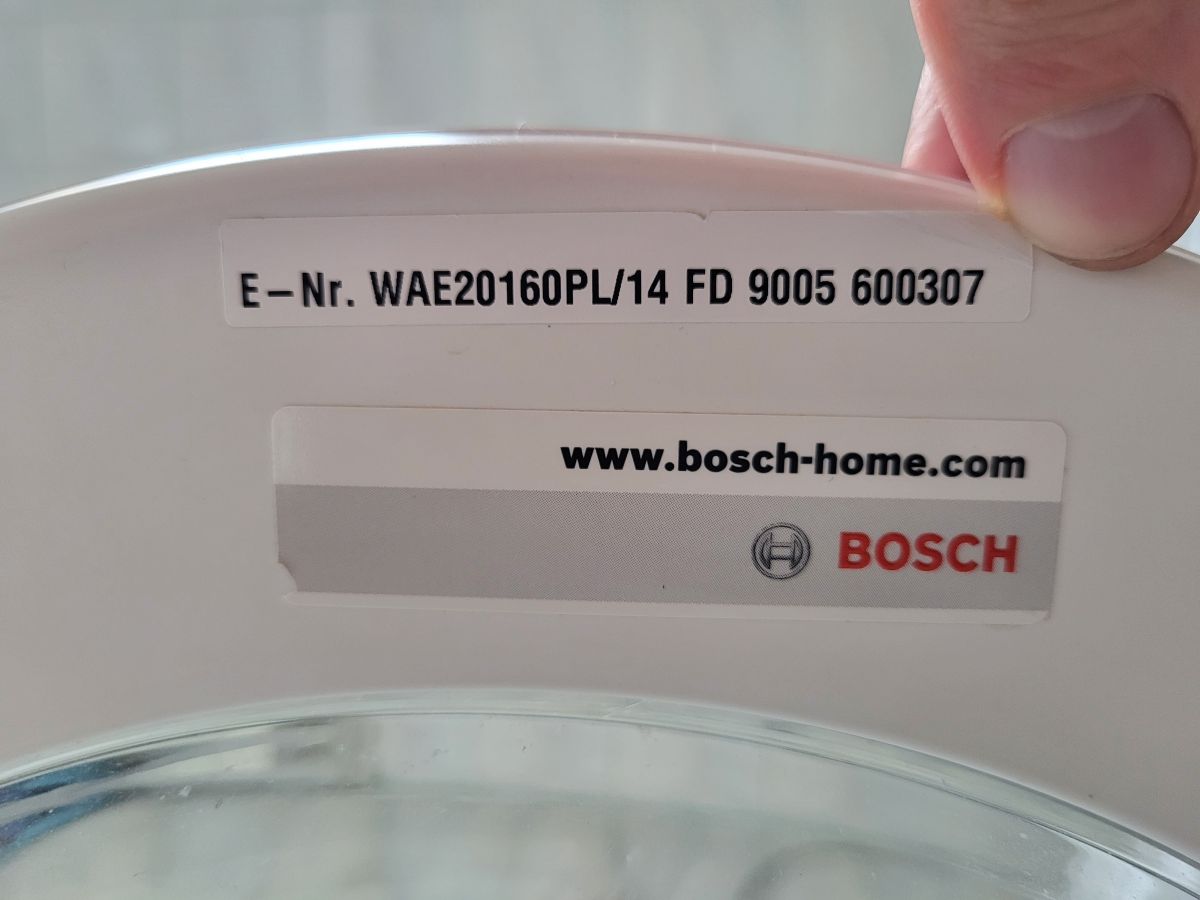 E-Nr. WAE20160PL/14 FD 9005 600307
www.bosch-home.com
BOSCH